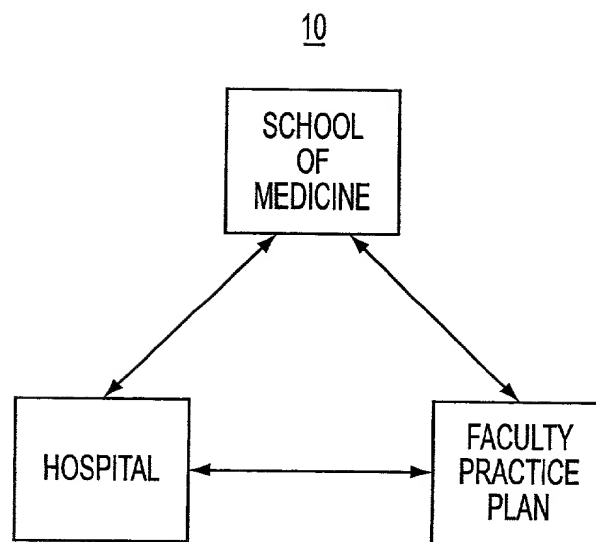 10
SCHOOL
OF
MEDICINE
HOSPITAL
FACULTY
PRACTICE
PLAN